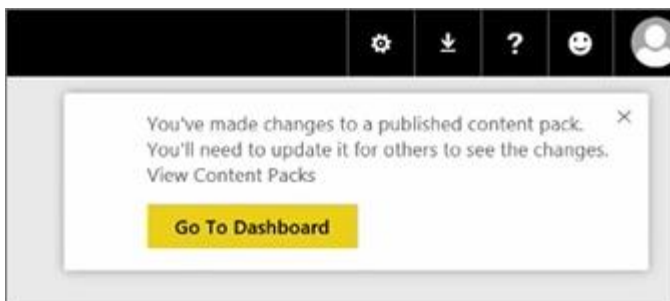 ?
You've made changes to a published content pack.
You'll need to update it for others to see the changes.
View Content Packs
Go To Dashboard